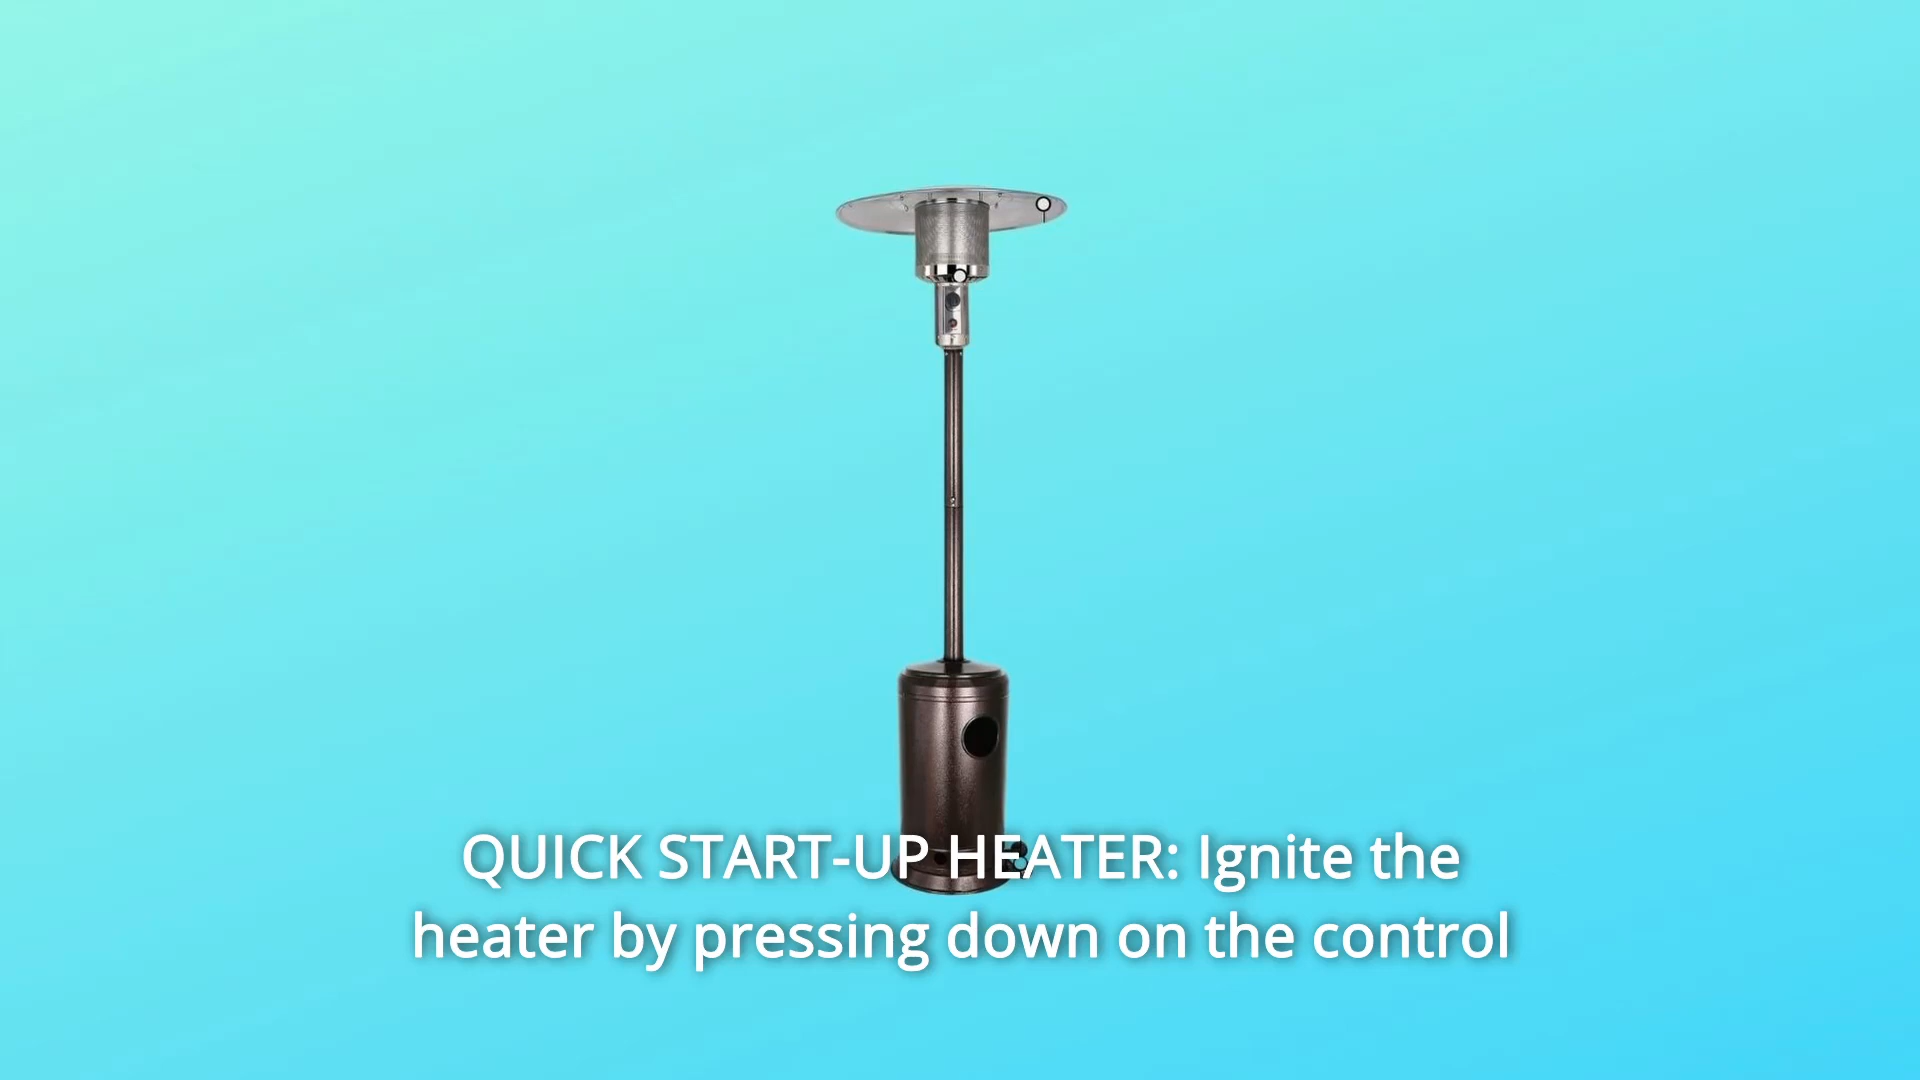 QUICK START-UP HEATER: Ignite the
heater by pressing down on the control